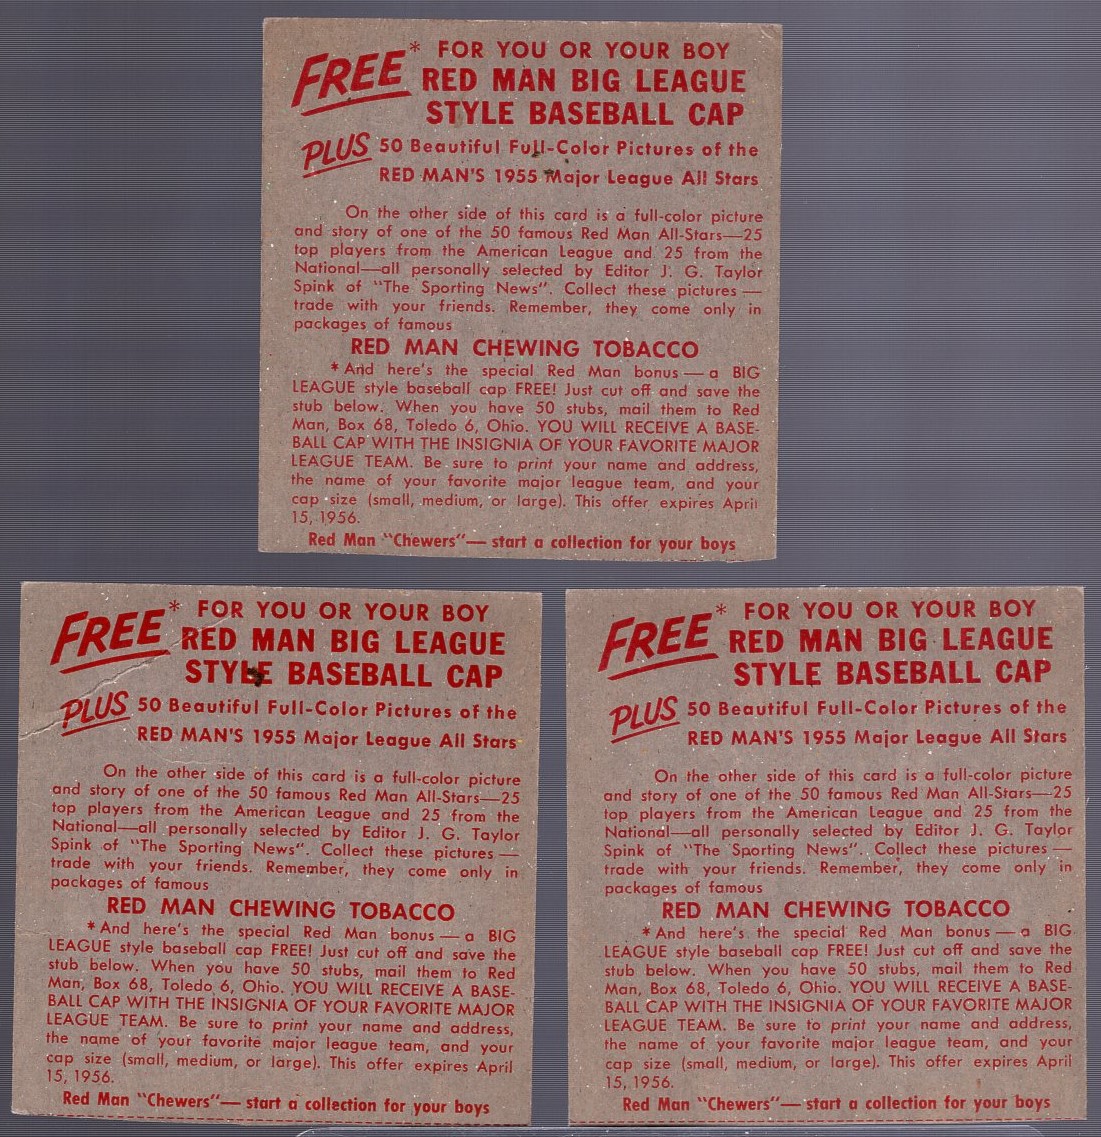 FREE* FOR YOU OR YOUR BOY
RED MAN BIG LEAGUE
STYLE BASEBALL CAP
PLUS 50 Beautiful Full-Color Pictures of the
RED MAN'S 1955 Major League All Stars
On the other side of this card is a full-color picture
and story of one of the 50 famous Red Man All-Stars—25
top players from the American League and 25 from the
National—all personally selected by Editor J. G. Taylor
Spink of "The Sporting News". Collect these pictures —
trade with your friends. Remember, they come only in
packages of famous
RED MAN CHEWING TOBACCO
*And here's the special Red Man bonus — a BIG
LEAGUE style baseball cap FREE! Just cut off and save the
stub below. When you have 50 stubs, mail them to Red
Man, Box 68, Toledo 6, Ohio. YOU WILL RECEIVE A BASE-
BALL CAP WITH THE INSIGNIA OF YOUR FAVORITE MAJOR
LEAGUE TEAM. Be sure to print your name and address,
the name of your favorite major league team, and your
cap size (small, medium, or large). This offer expires April
15, 1956.
Red Man "Chewers"— start a collection for your boys
FREE* FOR YOU OR YOUR BOY
RED MAN BIG LEAGUE
STYLE BASEBALL CAP
PLUS 50 Beautiful Full-Color Pictures of the
RED MAN'S 1955 Major League All Stars
On the other side of this card is a full-color picture
and story of one of the 50 famous Red Man All-Stars—25
top players from the American League and 25 from the
National—all personally selected by Editor J. G. Taylor
Spink of "The Sporting News". Collect these pictures —
trade with your friends. Remember, they come only in
packages of famous
RED MAN CHEWING TOBACCO
*And here's the special Red Man bonus — a BIG
LEAGUE style baseball cap FREE! Just cut off and save the
stub below. When you have 50 stubs, mail them to Red
Man, Box 68, Toledo 6, Ohio. YOU WILL RECEIVE A BASE-
BALL CAP WITH THE INSIGNIA OF YOUR FAVORITE MAJOR
LEAGUE TEAM. Be sure to print your name and address,
the name of your favorite major league team, and your
cap size (small, medium, or large). This offer expires April
15, 1956.
Red Man "Chewers"— start a collection for your boys
FREE* FOR YOU OR YOUR BOY
RED MAN BIG LEAGUE
STYLE BASEBALL CAP
PLUS 50 Beautiful Full-Color Pictures of the
RED MAN'S 1955 Major League All Stars
On the other side of this card is a full-color picture
and story of one of the 50 famous Red Man All-Stars—25
top players from the American League and 25 from the
National—all personally selected by Editor J. G. Taylor
Spink of "The Sporting News". Collect these pictures —
trade with your friends. Remember, they come only in
packages of famous
RED MAN CHEWING TOBACCO
*And here's the special Red Man bonus — a BIG
LEAGUE style baseball cap FREE! Just cut off and save the
stub below. When you have 50 stubs, mail them to Red
Man, Box 68, Toledo 6, Ohio. YOU WILL RECEIVE A BASE-
BALL CAP WITH THE INSIGNIA OF YOUR FAVORITE MAJOR
LEAGUE TEAM. Be sure to print your name and address,
the name of your favorite major league team, and your
cap size (small, medium, or large). This offer expires April
15, 1956.
Red Man "Chewers"— start a collection for your boys